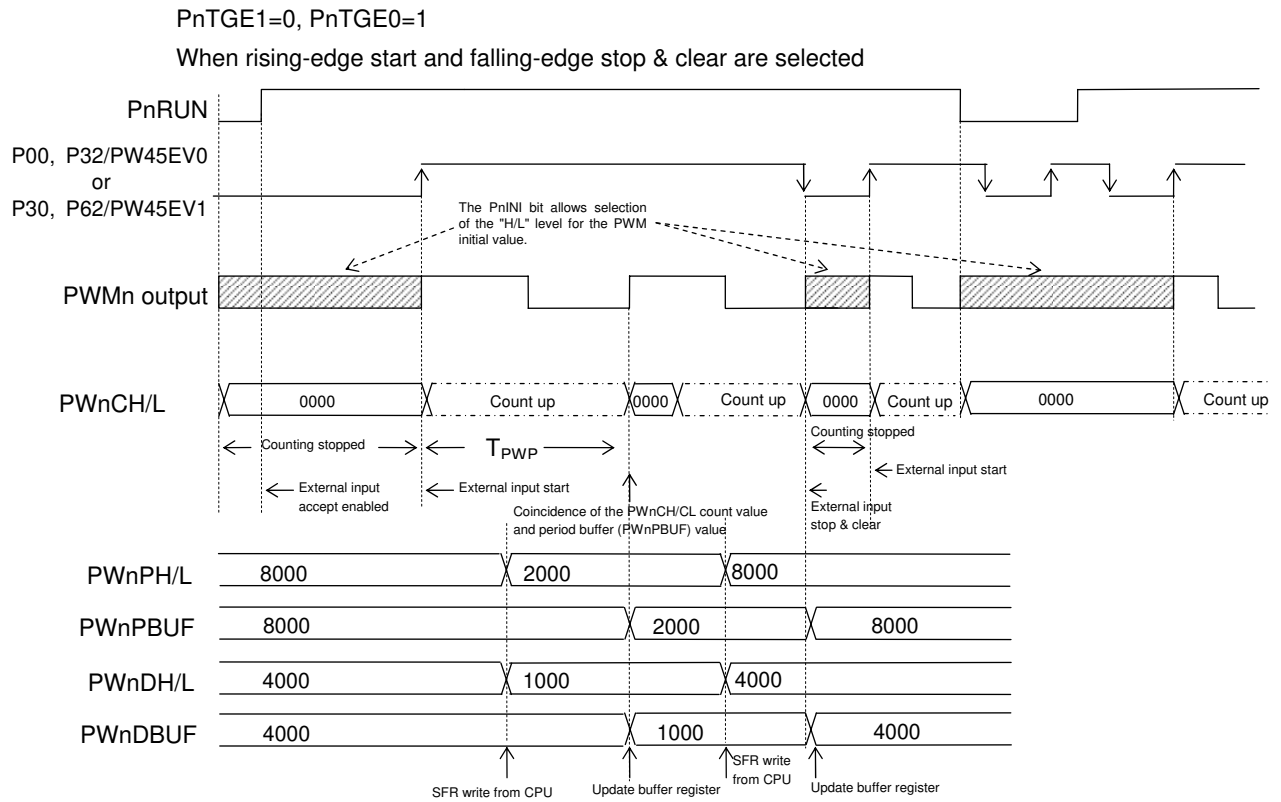 PnTGE1=0, PnTGE0=1
When rising-edge start and falling-edge stop & clear are selected
PnRUN
P00, P32/PW45EV0
or
P30, P62/PW45EV1
The PnINI bit allows selection
of the "H/L" level for the PWM
initial value.
PWMn output
PWnCH/L
0000
Count up
0000
Count up
0000
Count up
0000
Count up
Counting stopped
TPWP
Counting stopped
External input start
External input
accept enabled
External input start
Coincidence of the PWnCH/CL count value
and period buffer (PWnPBUF) value
External input
stop & clear
PWnPH/L
8000
2000
8000
PWnPBUF
8000
2000
8000
PWnDH/L
4000
1000
4000
PWnDBUF
4000
1000
4000
SFR write from CPU
Update buffer register
SFR write
from CPU
Update buffer register